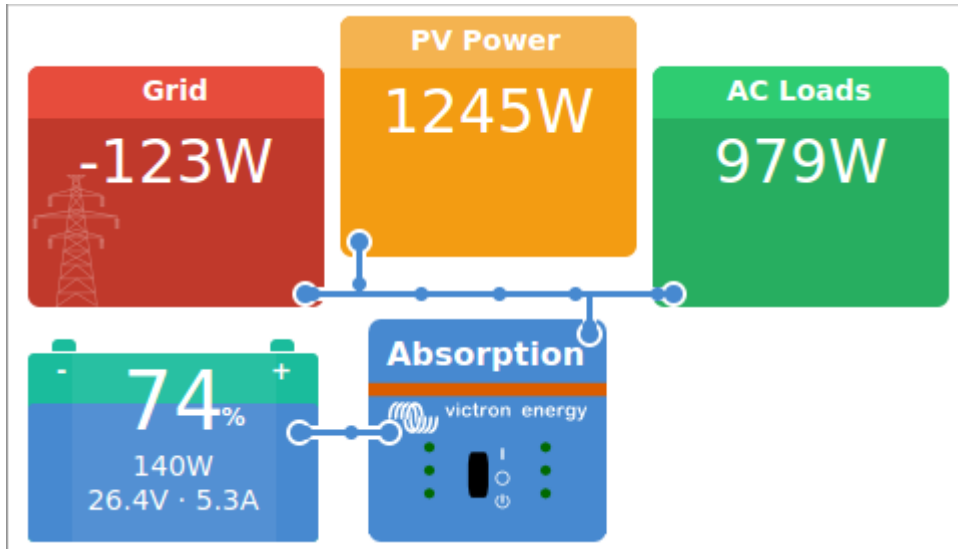 PV Power
1245W
Grid
-123W
AC Loads
979W
- +
74%
140W
26.4V · 5.3A
Absorption
victron energy